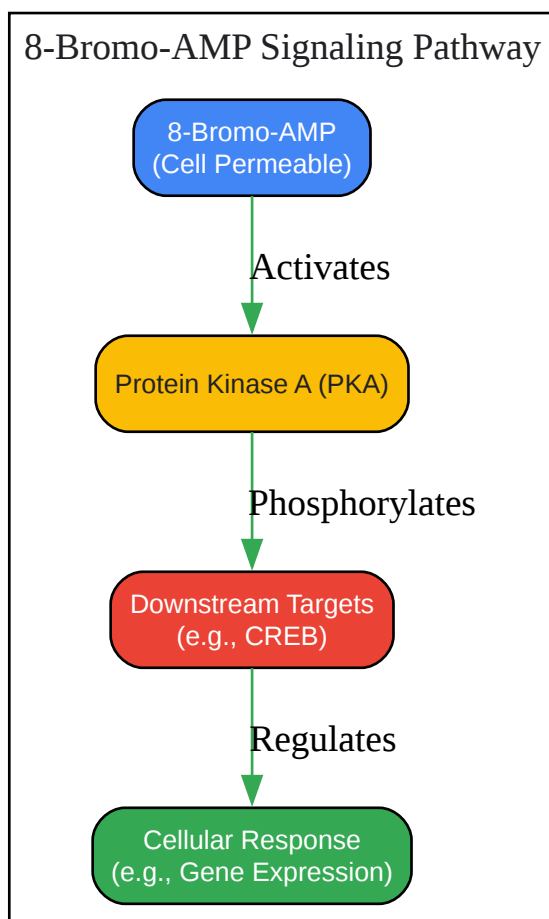 8-Bromo-AMP Signaling Pathway
8-Bromo-AMP
(Cell Permeable)
Activates
Protein Kinase A (PKA)
Phosphorylates
Downstream Targets
(e.g., CREB)
Regulates
Cellular Response
(e.g., Gene Expression)